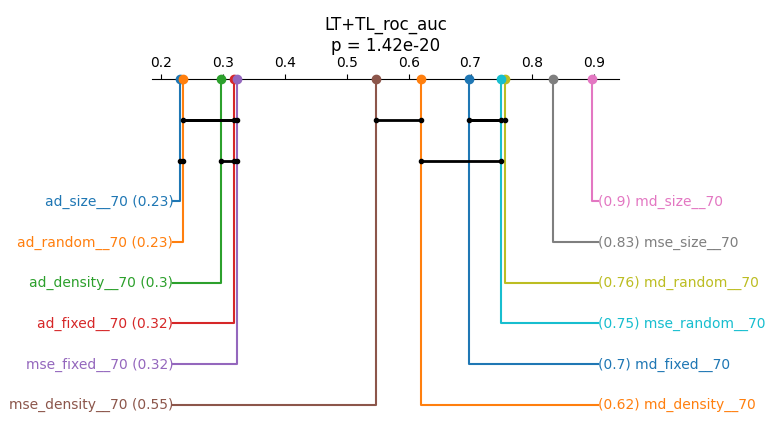 LT+TL_roc_auc
p = 1.42e-20
0.2 0.3 0.4 0.5 0.6 0.7 0.8 0.9
ad_size__70 (0.23) (0.9) md_size__70
ad_random__70 (0.23) (0.83) mse_size__70
ad_density__70 (0.3) (0.76) md_random__70
ad_fixed__70 (0.32) (0.75) mse_random__70
mse_fixed__70 (0.32) (0.7) md_fixed__70
mse_density__70 (0.55) (0.62) md_density__70